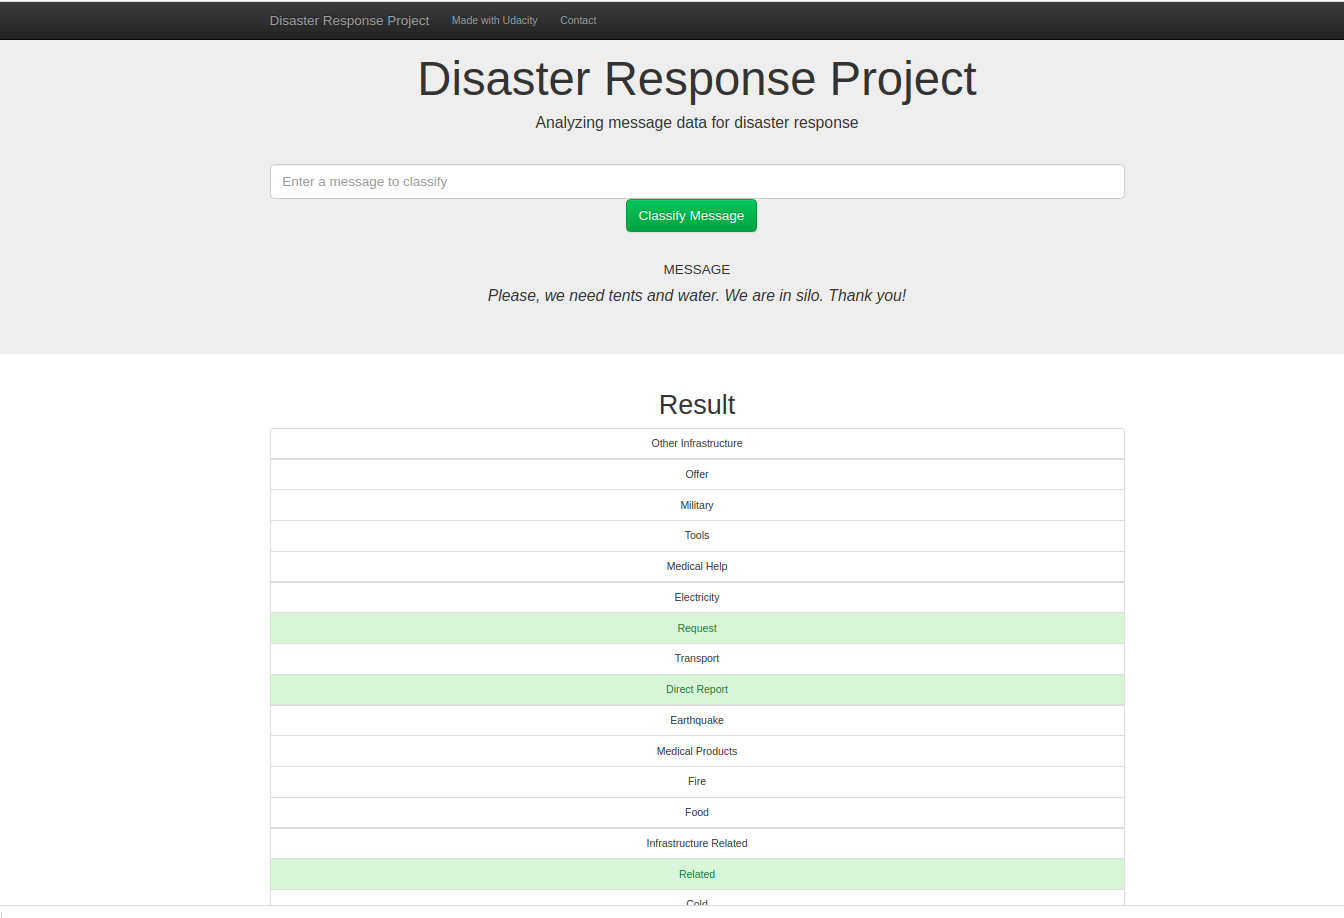 Disaster Response Project Made with Udacity Contact
Disaster Response Project
Analyzing message data for disaster response
Enter a message to classify
Classify Message
MESSAGE
Please, we need tents and water. We are in silo. Thank you!
Result
Other Infrastructure
Offer
Military
Tools
Medical Help
Electricity
Request
Transport
Direct Report
Earthquake
Medical Products
Fire
Food
Infrastructure Related
Related
Cold